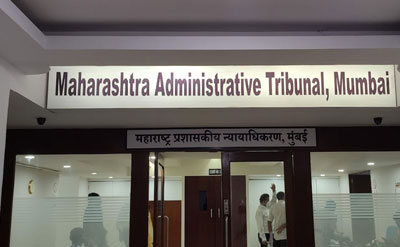 Maharashtra Administrative Tribunal, Mumbai
महाराष्ट्र प्रशासकीय न्यायाधिकरण, मुंबई